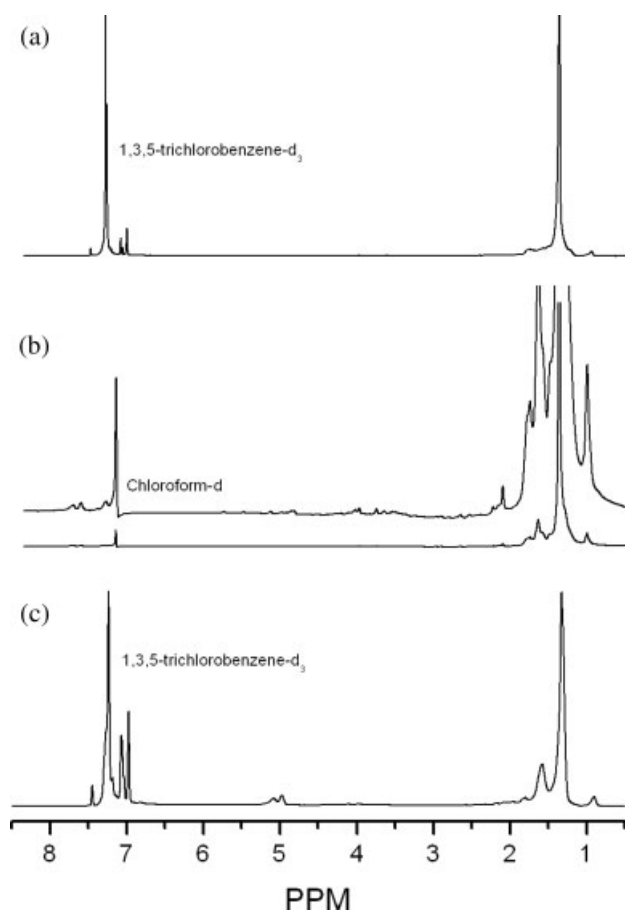 (a)
1,3,5-trichlorobenzene-d₃
(b)
Chloroform-d
(c)
1,3,5-trichlorobenzene-d₃
8 7 6 5 4 3 2 1
PPM